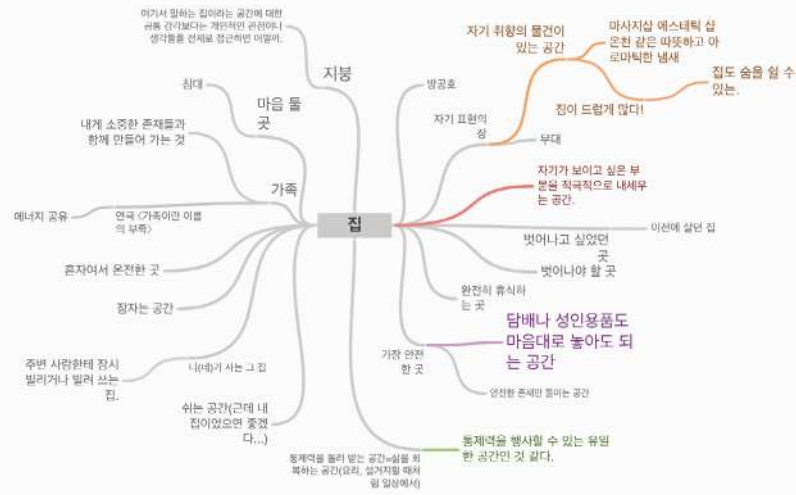 여기서 말하는 집이라는 공간에 대한
공통 감각보다는 개인적인 관점이나
생각들을 전제로 접근하면 어떨까.
지붕
침대
마음 둘
곳
내게 소중한 존재들과
함께 만들어 가는 것
가족
에너지 공유
연극 <가족이란 이름
의 부족>
혼자여서 온전한 곳
잠자는 공간
주변 사람한테 잠시
빌리거나 빌려 쓰는
집.
니(네)가 사는 그 집
쉬는 공간(근데 내
집이었으면 좋겠
다...)
통제력을 돌려 받는 공간=삶을 회
복하는 공간(요리, 설거지할 때처
럼 일상에서)
집
방공호
자기 표현의
장
자기 취향의 물건이
있는 공간
마사지샵 에스테틱 샵
온천 같은 따뜻하고 아
로마틱한 냄새
집이 드럽게 많다!
집도 숨을 쉴 수
있는.
무대
자기가 보이고 싶은 부
분을 적극적으로 내세우
는 공간.
벗어나고 싶었던
곳
이전에 살던 집
벗어나야 할 곳
완전히 휴식하
는 곳
가장 안전
한 곳
담배나 성인용품도
마음대로 놓아도 되
는 공간
안전한 존재만 들이는 공간
통제력을 행사할 수 있는 유일
한 공간인 것 같다.